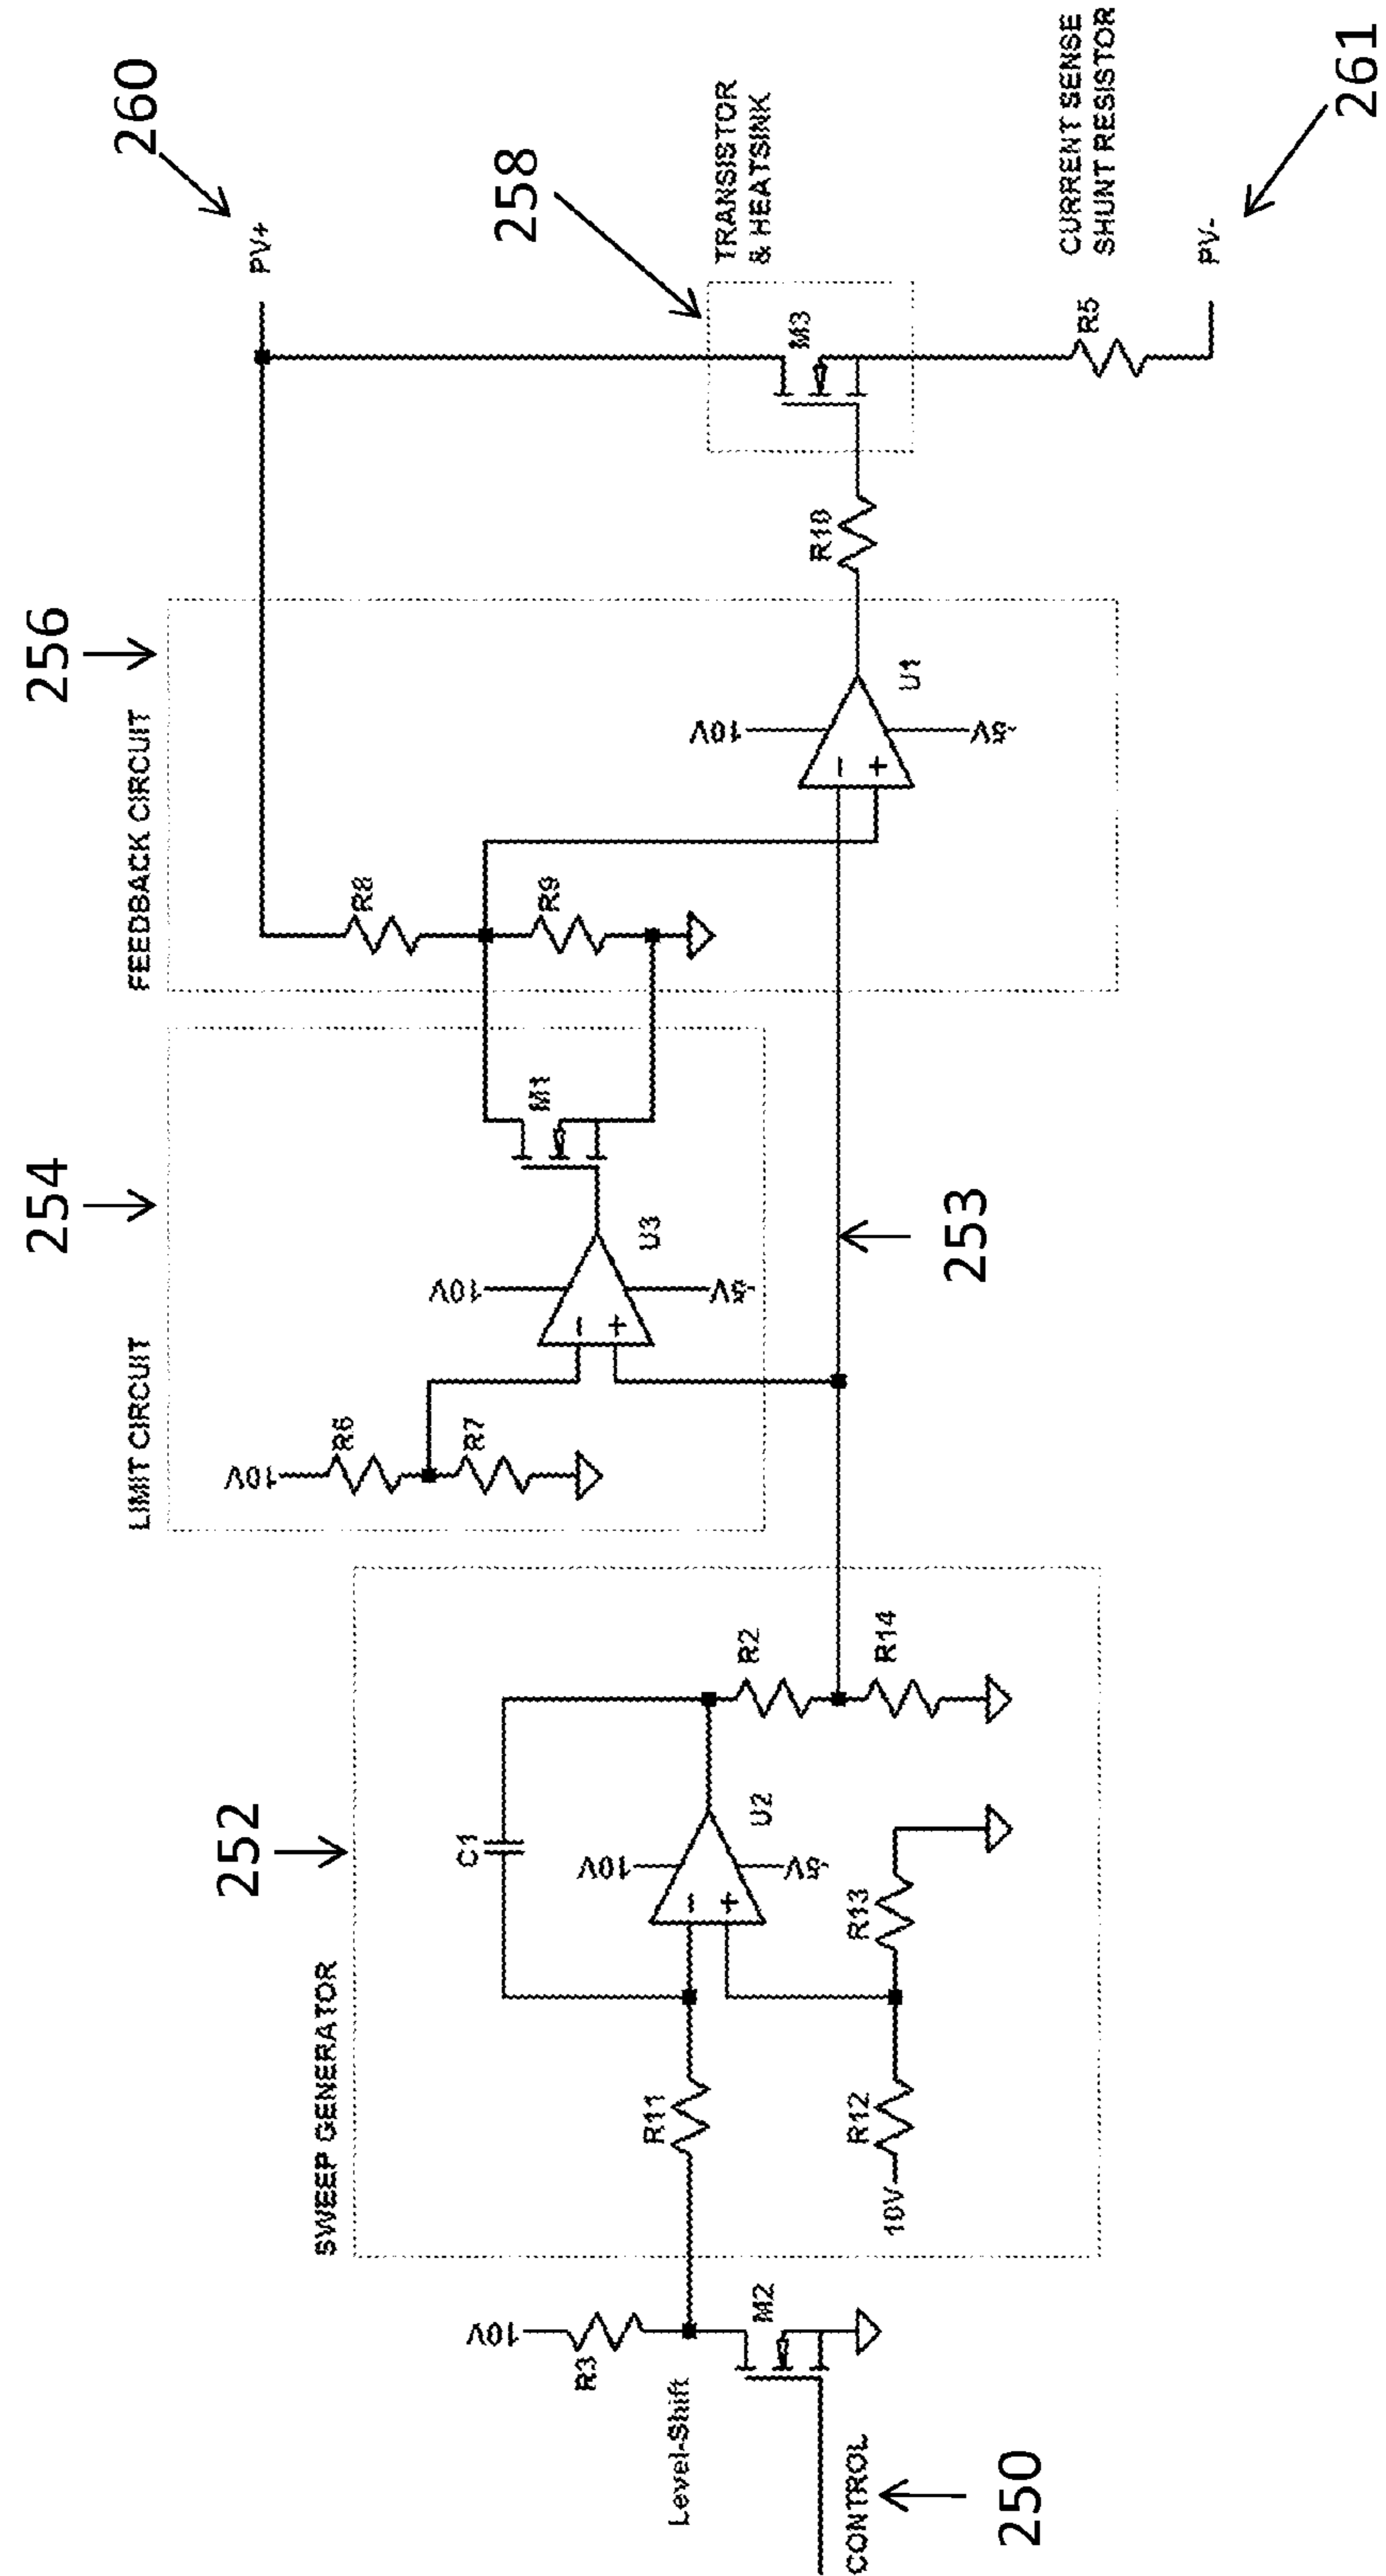 260
PV+
256
FEEDBACK CIRCUIT
254
LIMIT CIRCUIT
252
SWEEP GENERATOR
258
TRANSISTOR
& HEATSINK
M3
R8
R9
R10
10V
U1
-5V
10V
R6
R7
M1
10V
U3
-5V
253
CURRENT SENSE
SHUNT RESISTOR
R5
PV-
261
C1
10V
U2
-5V
R2
R14
R11
R13
R12
10V
10V
R3
Level-Shift
M2
CONTROL
250